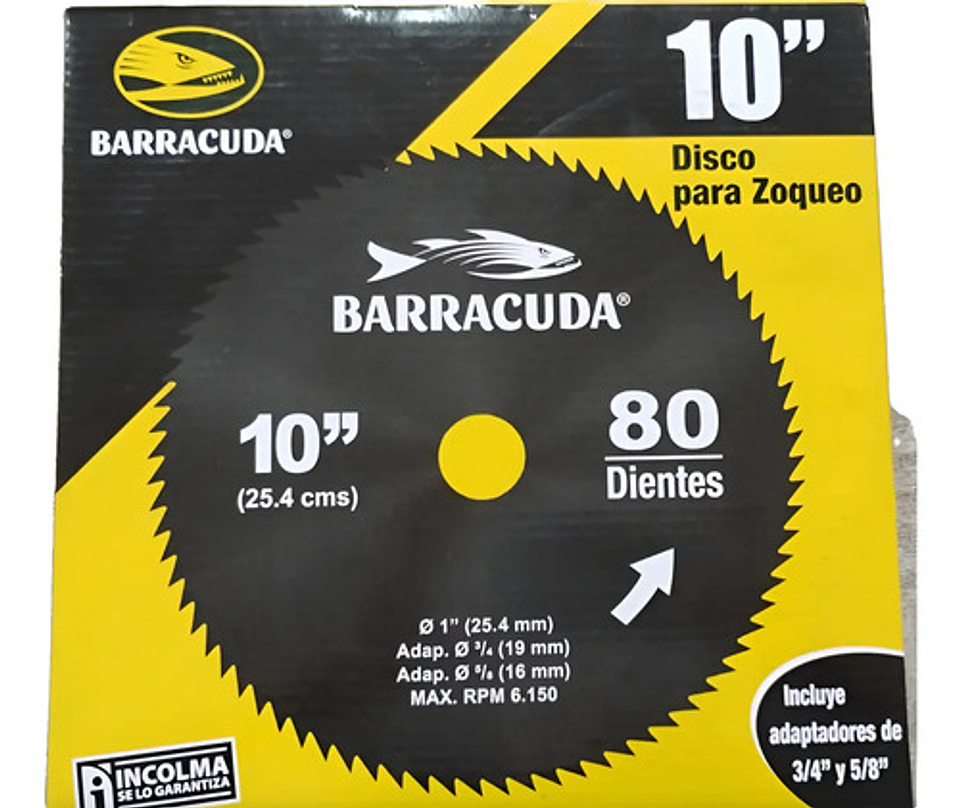 BARRACUDA®
10”
Disco
para Zoqueo
BARRACUDA®
10”
(25.4 cms)
80
Dientes
Ø 1” (25.4 mm)
Adap. Ø ³/₄ (19 mm)
Adap. Ø ⁵/₈ (16 mm)
MAX. RPM 6.150
Incluye
adaptadores de
3/4” y 5/8”
INCOLMA
SE LO GARANTIZA